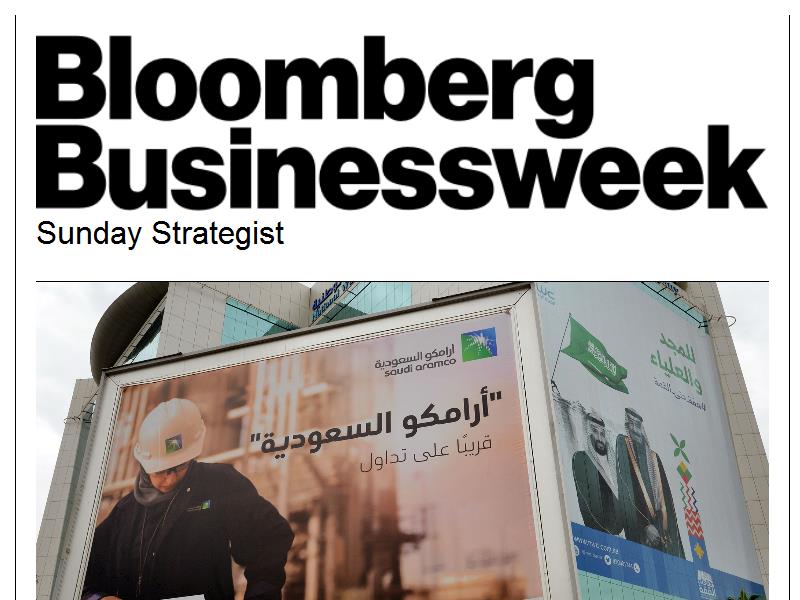 Bloomberg
Businessweek
Sunday Strategist
أرامكو السعودية
saudi aramco
"أرامكو السعودية"
قريبًا على تداول
للمجد
والعلياء